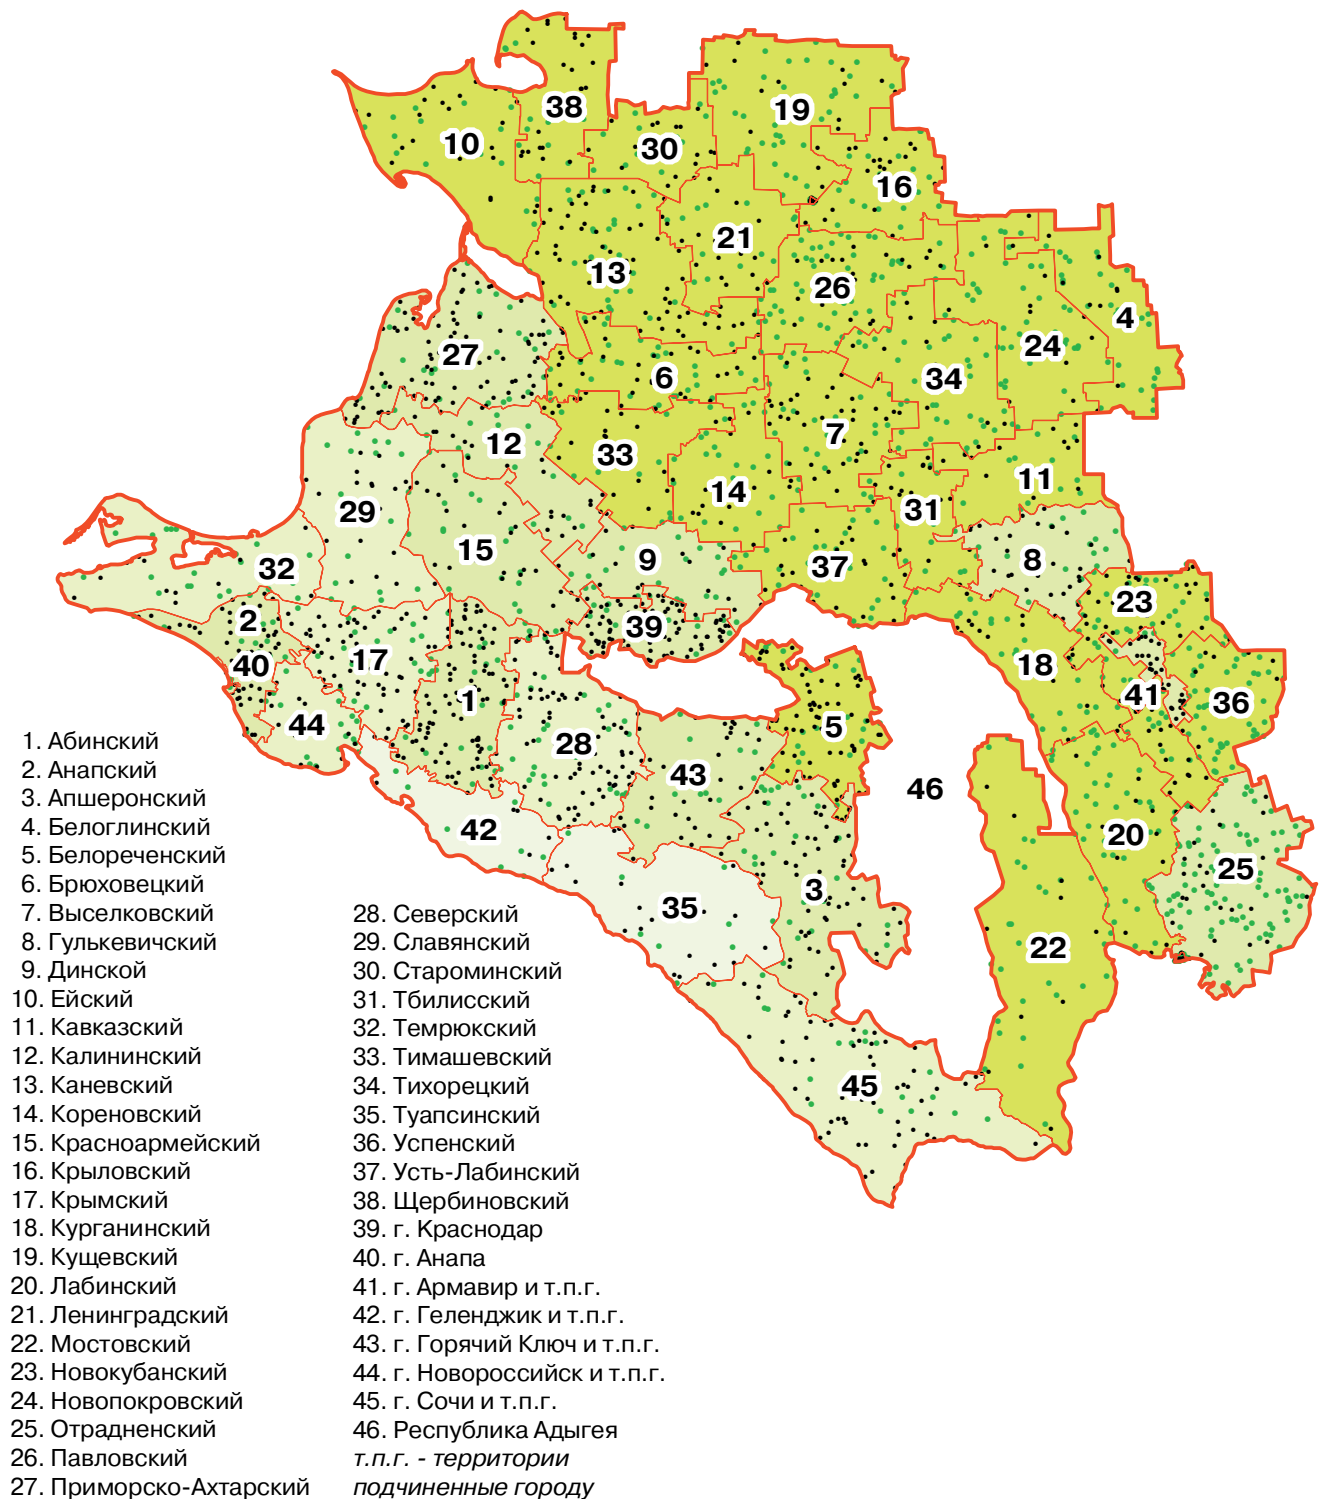 38
19
10
30
16
21
13
26
4
24
27
34
6
12
7
33
11
14
29
31
15
9
8
37
32
23
2
39
17
40
18
41
1
36
44
5
28
43
46
42
20
25
3
35
22
45
1. Абинский
2. Анапский
3. Апшеронский
4. Белоглинский
5. Белореченский
6. Брюховецкий
7. Выселковский
8. Гулькевичский
9. Динской
10. Ейский
11. Кавказский
12. Калининский
13. Каневский
14. Кореновский
15. Красноармейский
16. Крыловский
17. Крымский
18. Курганинский
19. Кущевский
20. Лабинский
21. Ленинградский
22. Мостовский
23. Новокубанский
24. Новопокровский
25. Отрадненский
26. Павловский
27. Приморско-Ахтарский
28. Северский
29. Славянский
30. Староминский
31. Тбилисский
32. Темрюкский
33. Тимашевский
34. Тихорецкий
35. Туапсинский
36. Успенский
37. Усть-Лабинский
38. Щербиновский
39. г. Краснодар
40. г. Анапа
41. г. Армавир и т.п.г.
42. г. Геленджик и т.п.г.
43. г. Горячий Ключ и т.п.г.
44. г. Новороссийск и т.п.г.
45. г. Сочи и т.п.г.
46. Республика Адыгея
т.п.г. - территории
подчиненные городу